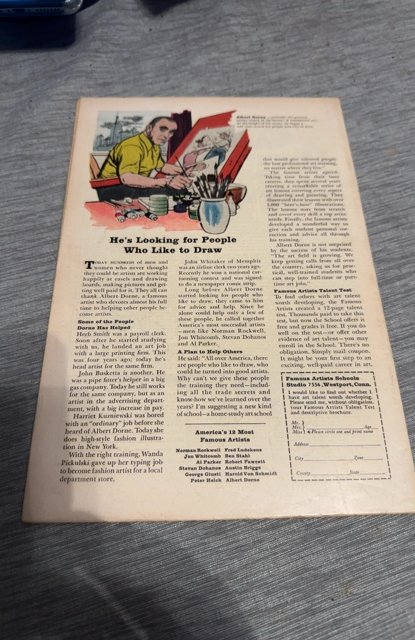 Albert Dorne
He's Looking for People
Who Like to Draw
TODAY HUNDREDS OF men and
women who never thought
they could be artists are working
happily at easels and drawing
boards, making pictures and get-
ting well paid for it. They all can
thank Albert Dorne, a famous
artist who devotes almost his full
time to helping other people be-
come artists.
Some of the People
Dorne Has Helped
Herb Smith was a payroll clerk.
Soon after he started studying
with us, he landed an art job
with a large printing firm. This
was four years ago; today he's
head artist for the same firm.
John Busketta is another. He
was a pipe fitter's helper in a big
gas company. Today he still works
for the same company, but as an
artist in the advertising depart-
ment, with a big increase in pay.
Harriet Kuzniewski was bored
with an "ordinary" job before she
heard of Albert Dorne. Today she
does high-fashion fashion illustra-
tion in New York.
With the right training, Wanda
Pickulski gave up her typing job
to become fashion artist for a local
department store.
John Whitaker of Memphis
was an airline clerk two years ago.
Recently he won a national car-
tooning contest and was signed
to do a newspaper comic strip.
Long before Albert Dorne
started looking for people who
like to draw, they came to him
for advice and help. Since he
alone could help only a few of
these people, he called together
America's most successful artists
—men like Norman Rockwell,
Jon Whitcomb, Stevan Dohanos
and Al Parker.
A Plan to Help Others
He said: "All over America, there
are people who like to draw, who
could be turned into good artists.
Why can't we give these people
the training they need—includ-
ing all the trade secrets and
know-how we've learned over the
years? I'm suggesting a new kind
of school—a home-study art school
America's 12 Most
Famous Artists
Norman Rockwell Fred Ludekens
Jon Whitcomb Ben Stahl
Al Parker Robert Fawcett
Stevan Dohanos Austin Briggs
George Giusti Harold Von Schmidt
Peter Helck Albert Dorne
that would give talented people
the best professional art training,
no matter where they live."
The famous artists agreed.
Taking time from their busy
careers, they spent several years
creating a remarkable series of
art lessons covering every aspect
of drawing and painting. They
illustrated their lessons with over
5,000 "here's-how" illustrations.
The lessons start from scratch
and cover every skill a top artist
needs. Finally, the famous artists
developed a wonderful way to
give each student personal cor-
rection and advice all through
his training.
Albert Dorne is not surprised
by the success of his students.
"The art field is growing. We
keep getting calls from all over
the country, asking us for prac-
tical, well-trained students who
can step into full-time or part-
time art jobs."
Famous Artists Talent Test
To find others with art talent
worth developing, the Famous
Artists created a 12-page talent
test. Thousands paid to take this
test, but now the School offers it
free and grades it free. If you do
well on the test—or offer other
evidence of art talent—you may
enroll in the School. There's no
obligation. Simply mail coupon.
It might be your first step to an
exciting, well-paid career in art.
Famous Artists Schools
Studio 7556, Westport, Conn.
I would like to find out whether I
have art talent worth developing.
Please send me, without obligation,
your Famous Artists Talent Test
and descriptive brochure.
Mr.
Mrs. Age
Miss Please circle one and print name
Address
City Zone
County State